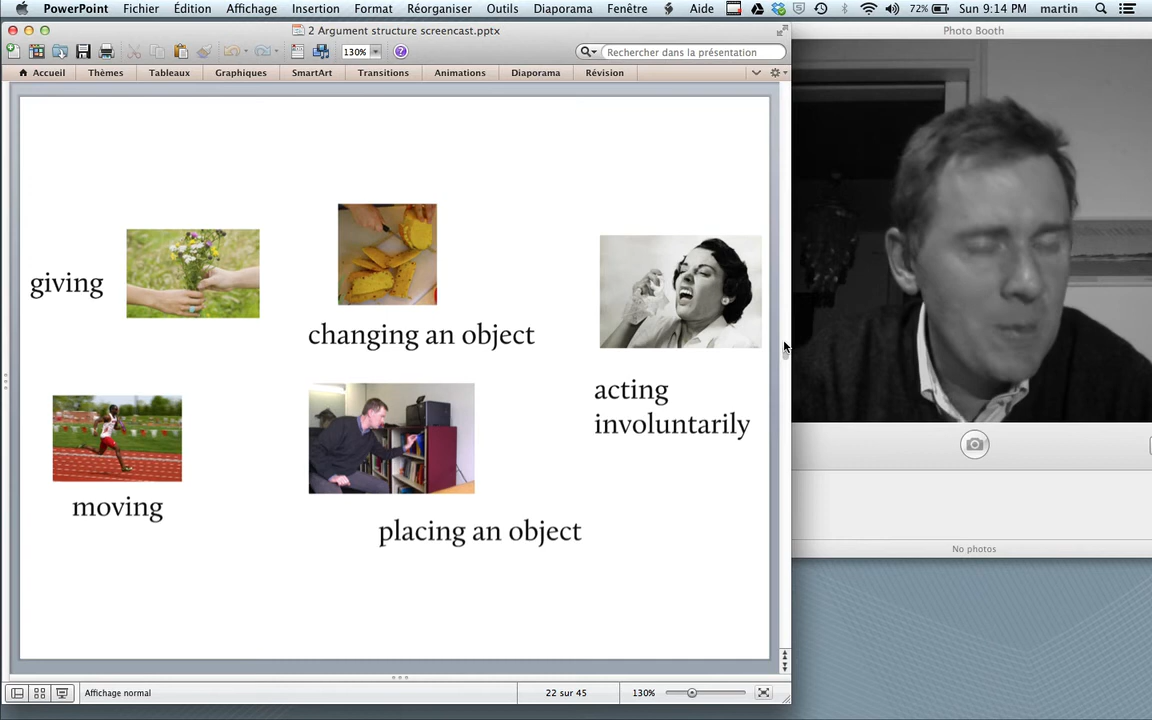 PowerPoint Fichier Édition Affichage Insertion Format Réorganiser Outils Diaporama Fenêtre Aide 72% Sun 9:14 PM martin
2 Argument structure screencast.pptx
Photo Booth
130% Rechercher dans la présentation
Accueil Thèmes Tableaux Graphiques SmartArt Transitions Animations Diaporama Révision
giving
changing an object
acting
involuntarily
moving
placing an object
No photos
Affichage normal 22 sur 45 130%